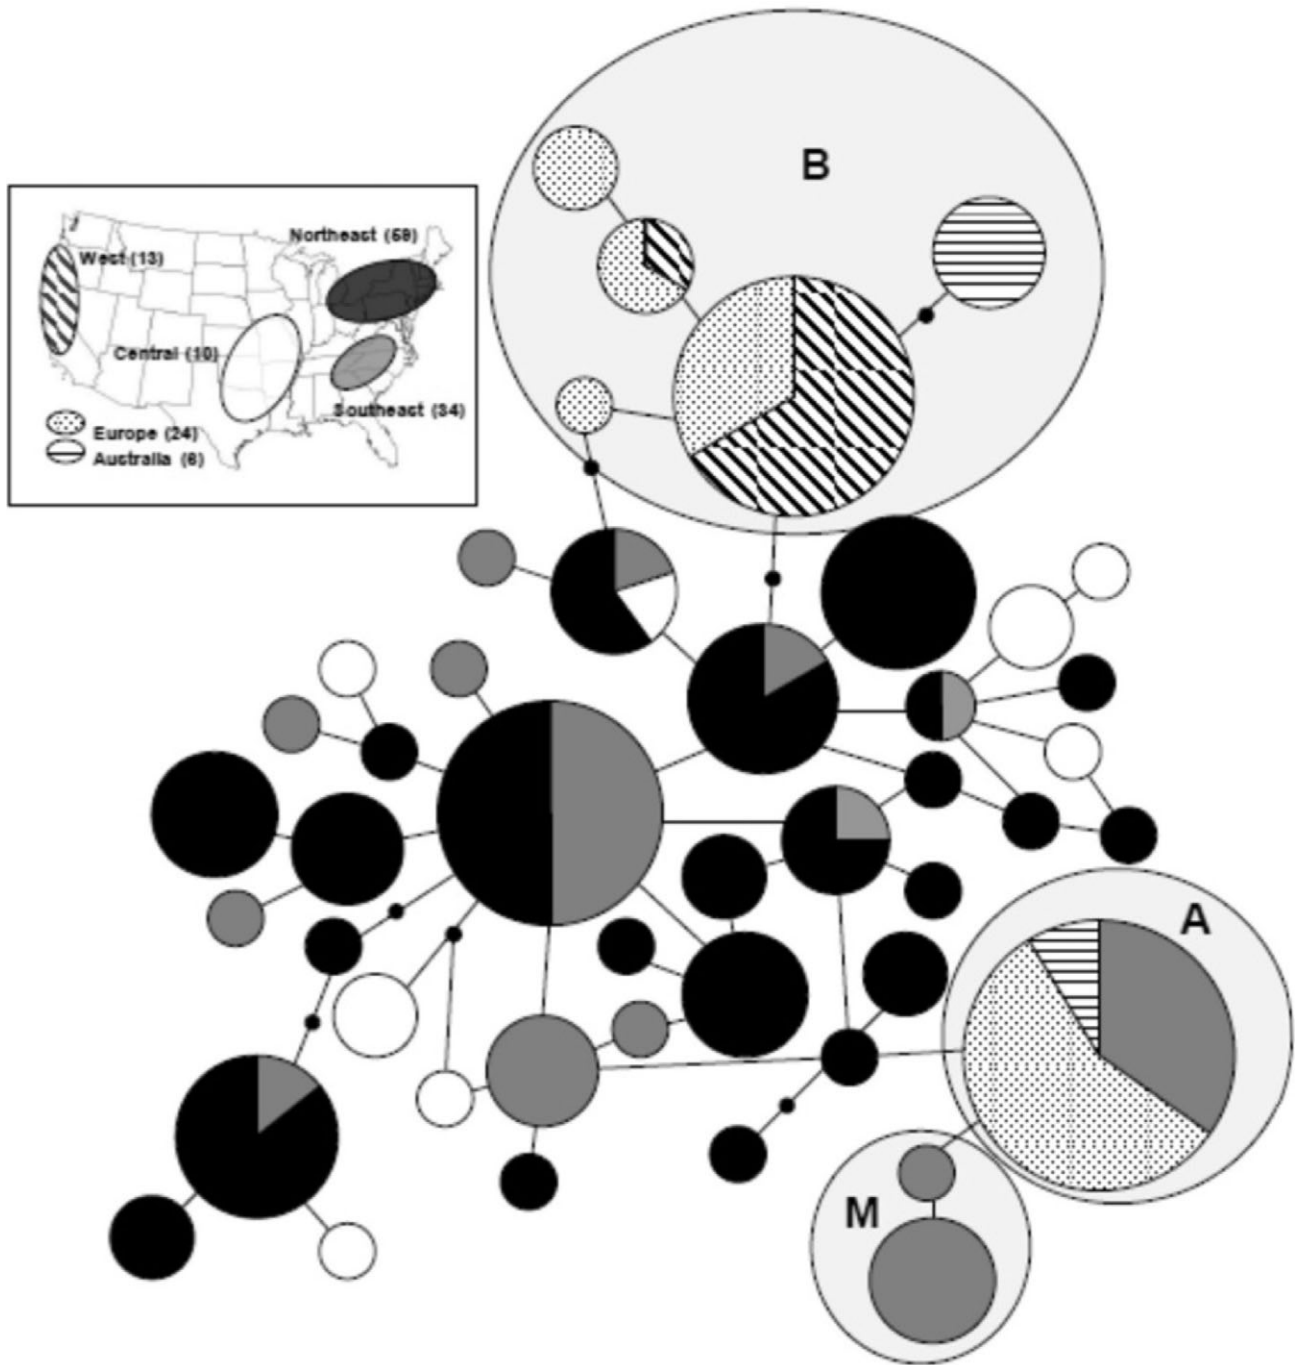 B
Northeast (59)
West (13)
Central (10)
Southeast (34)
Europe (24)
Australia (6)
A
M